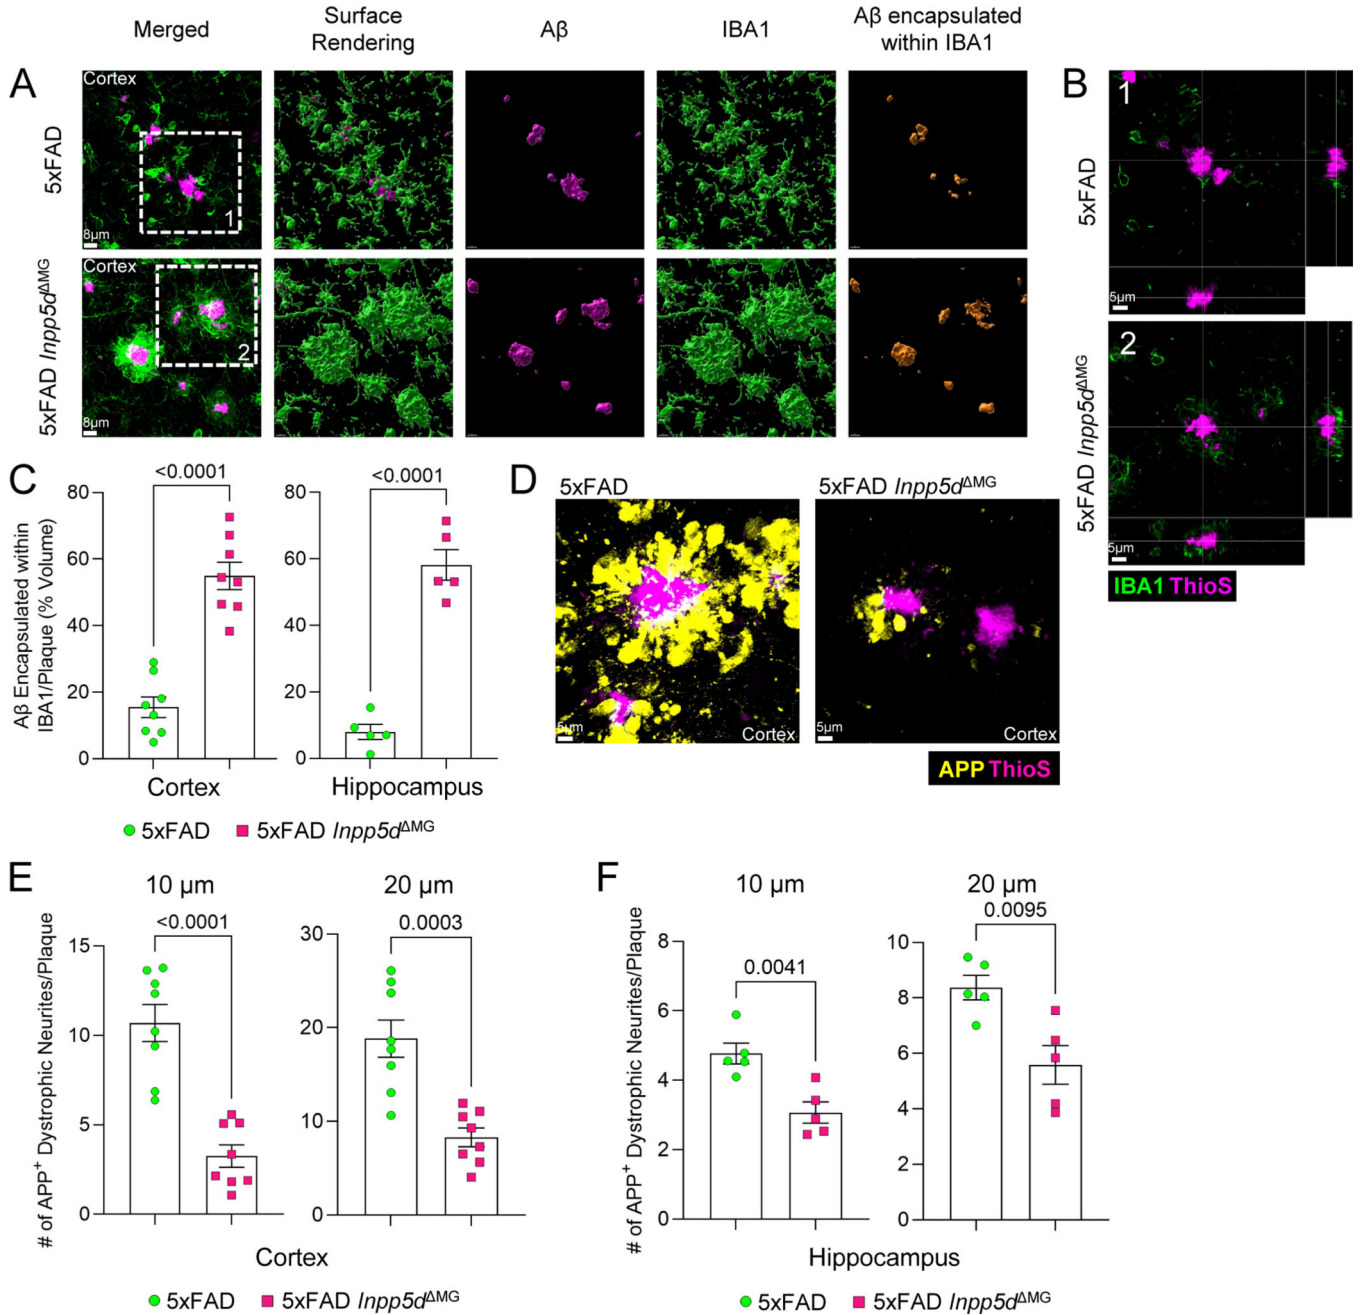 Merged
Surface
Rendering
Aβ
IBA1
Aβ encapsulated
within IBA1
A
5xFAD
Cortex
1
8µm
5xFAD Inpp5dΔMG
Cortex
2
8µm
B
5xFAD
1
5µm
5xFAD Inpp5dΔMG
2
5µm
IBA1 ThioS
C
Aβ Encapsulated within
IBA1/Plaque (% Volume)
<0.0001
80
60
40
20
0
Cortex
<0.0001
80
60
40
20
0
Hippocampus
5xFAD
5xFAD Inpp5dΔMG
D
5xFAD
5µm
Cortex
5xFAD Inpp5dΔMG
5µm
Cortex
APP ThioS
E
# of APP+ Dystrophic Neurites/Plaque
10 µm
<0.0001
15
10
5
0
20 µm
0.0003
30
20
10
0
Cortex
5xFAD
5xFAD Inpp5dΔMG
F
# of APP+ Dystrophic Neurites/Plaque
10 µm
0.0041
8
6
4
2
0
20 µm
0.0095
10
8
6
4
2
0
Hippocampus
5xFAD
5xFAD Inpp5dΔMG